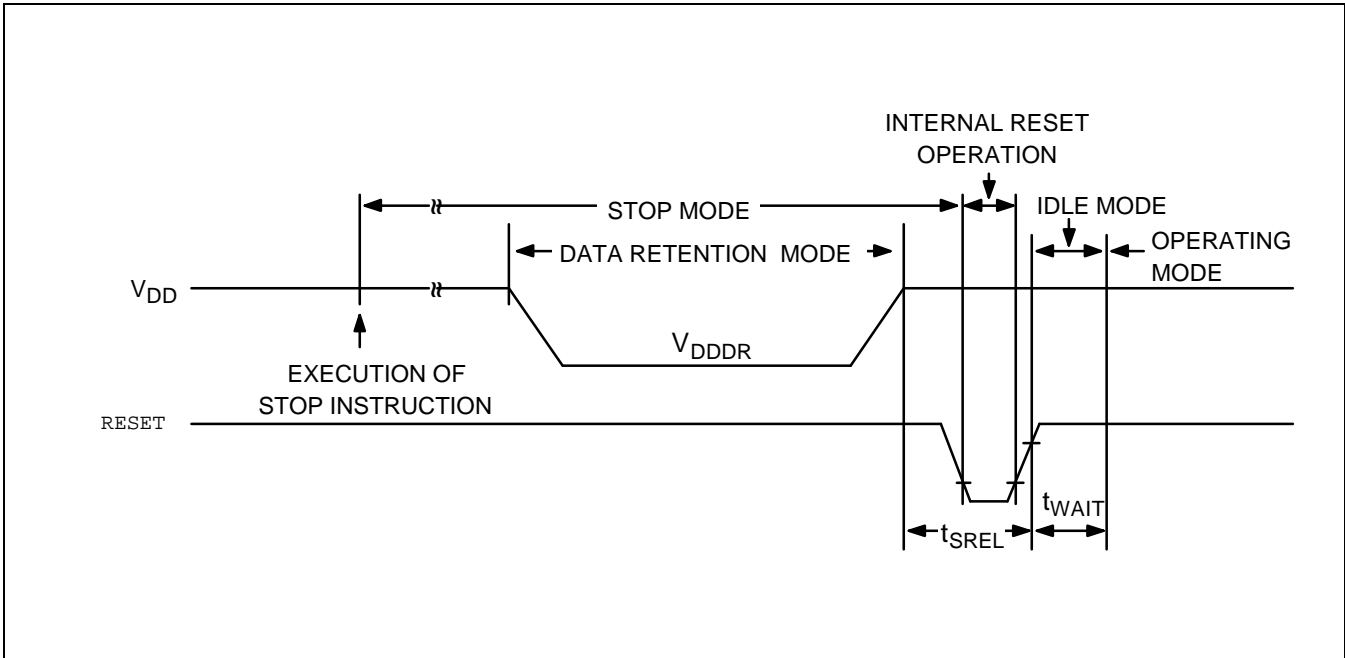 INTERNAL RESET
OPERATION
STOP MODE
IDLE MODE
DATA RETENTION MODE
OPERATING
MODE
VDD
VDDDR
EXECUTION OF
STOP INSTRUCTION
RESET
tWAIT
tSREL